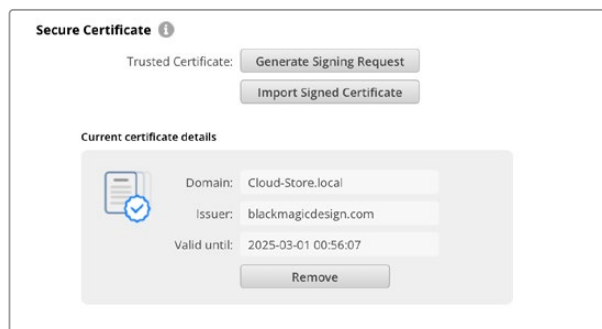 Secure Certificate
Trusted Certificate: Generate Signing Request
Import Signed Certificate
Current certificate details
Domain: Cloud-Store.local
Issuer: blackmagicdesign.com
Valid until: 2025-03-01 00:56:07
Remove